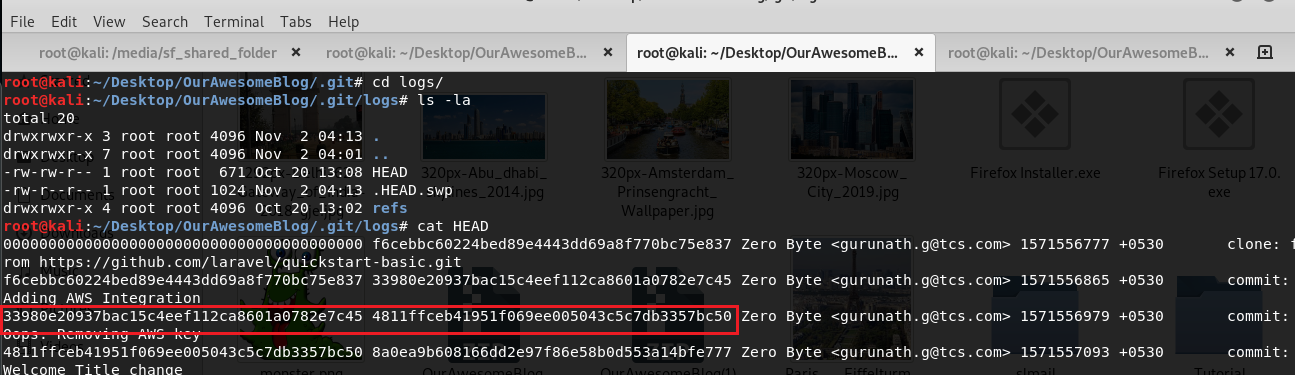 File Edit View Search Terminal Tabs Help
root@kali: /media/sf_shared_folder × root@kali: ~/Desktop/OurAwesomeB... × root@kali: ~/Desktop/OurAwesomeB... × root@kali: ~/Desktop/OurAwesomeB... ×
root@kali:~/Desktop/OurAwesomeBlog/.git# cd logs/
root@kali:~/Desktop/OurAwesomeBlog/.git/logs# ls -la
total 20
drwxrwxr-x 3 root root 4096 Nov  2 04:13 .
drwxrwxr-x 7 root root 4096 Nov  2 04:01 ..
-rw-rw-r-- 1 root root  671 Oct 20 13:08 HEAD
-rw-r--r-- 1 root root 1024 Nov  2 04:13 .HEAD.swp
drwxrwxr-x 4 root root 4096 Oct 20 13:02 refs
root@kali:~/Desktop/OurAwesomeBlog/.git/logs# cat HEAD
0000000000000000000000000000000000000000 f6cebbc60224bed89e4443dd69a8f770bc75e837 Zero Byte <gurunath.g@tcs.com> 1571556777 +0530 clone: f
rom https://github.com/laravel/quickstart-basic.git
f6cebbc60224bed89e4443dd69a8f770bc75e837 33980e20937bac15c4eef112ca8601a0782e7c45 Zero Byte <gurunath.g@tcs.com> 1571556865 +0530 commit:
Adding AWS Integration
33980e20937bac15c4eef112ca8601a0782e7c45 4811ffceb41951f069ee005043c5c7db3357bc50 Zero Byte <gurunath.g@tcs.com> 1571556979 +0530 commit:
Oops. Removing AWS key
4811ffceb41951f069ee005043c5c7db3357bc50 8a0ea9b608166dd2e97f86e58b0d553a14bfe777 Zero Byte <gurunath.g@tcs.com> 1571557093 +0530 commit:
Welcome Title change
320px-Abu_dhabi_
320px-Amsterdam_
Prinsengracht_
Wallpaper.jpg
320px-Moscow_
City_2019.jpg
Firefox Installer.exe
Firefox Setup 17.0.
exe
monster.png
OurAwesomeBlog
OurAwesomeBlog(1)
slmail
Tutorial